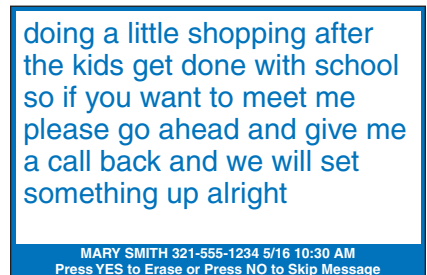 doing a little shopping after
the kids get done with school
so if you want to meet me
please go ahead and give me
a call back and we will set
something up alright
MARY SMITH 321-555-1234 5/16 10:30 AM
Press YES to Erase or Press NO to Skip Message